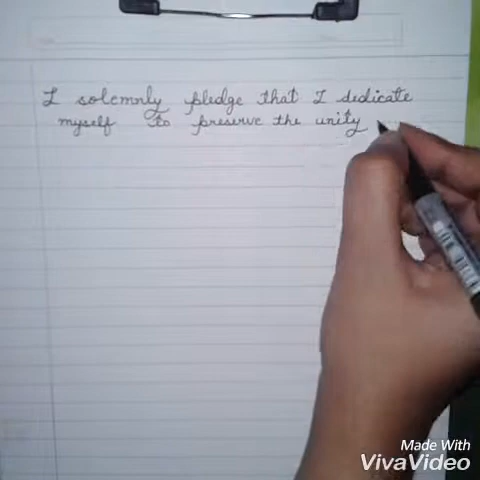 I solemnly pledge that I dedicate
myself to preserve the unity
Made With
VivaVideo